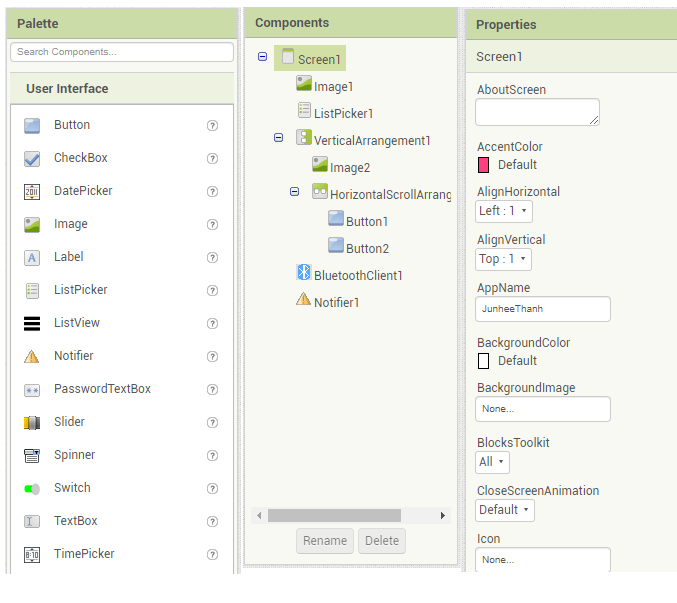 Palette
Search Components...
User Interface
Button
CheckBox
DatePicker
Image
Label
ListPicker
ListView
Notifier
PasswordTextBox
Slider
Spinner
Switch
TextBox
TimePicker
Components
Screen1
Image1
ListPicker1
VerticalArrangement1
Image2
HorizontalScrollArrang
Button1
Button2
BluetoothClient1
Notifier1
Rename Delete
Properties
Screen1
AboutScreen
AccentColor
Default
AlignHorizontal
Left : 1
AlignVertical
Top : 1
AppName
JunheeThanh
BackgroundColor
Default
BackgroundImage
None...
BlocksToolkit
All
CloseScreenAnimation
Default
Icon
None...